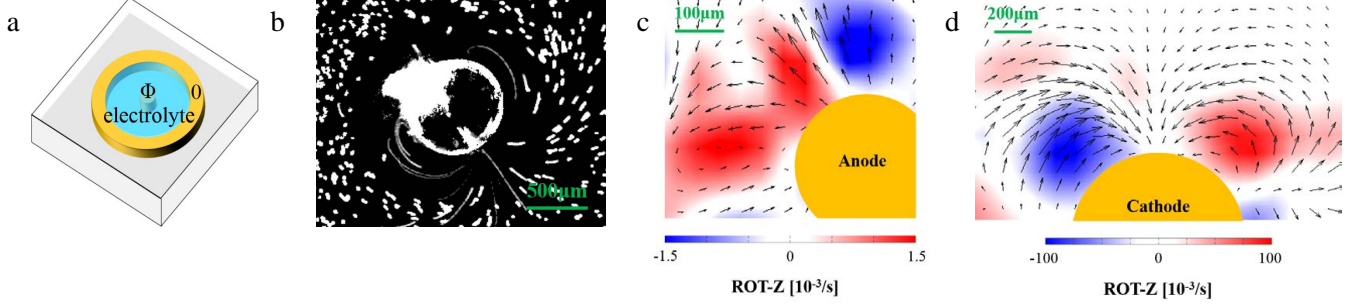 a
Φ 0
electrolyte
b
500μm
c
100μm
Anode
-1.5 0 1.5
ROT-Z [10⁻³/s]
d
200μm
Cathode
-100 0 100
ROT-Z [10⁻³/s]